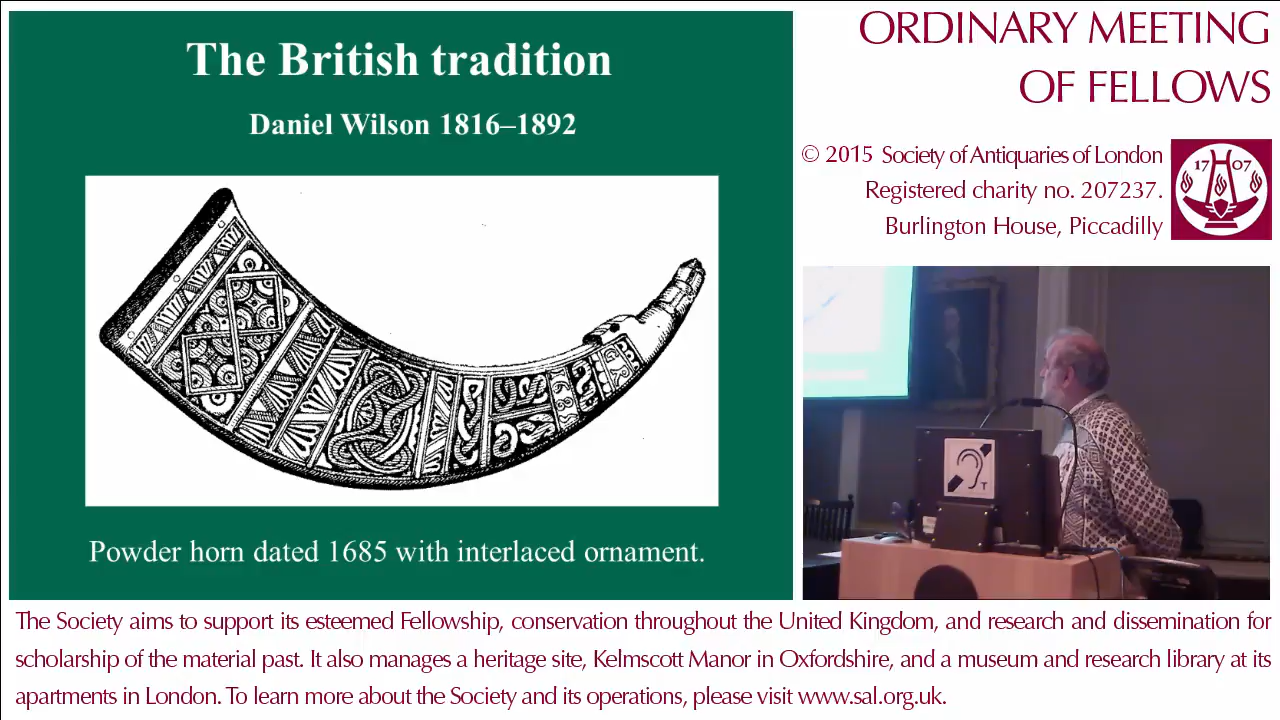 The British tradition
Daniel Wilson 1816–1892
Powder horn dated 1685 with interlaced ornament.
ORDINARY MEETING
OF FELLOWS
© 2015 Society of Antiquaries of London
Registered charity no. 207237.
Burlington House, Piccadilly
17 07
T
The Society aims to support its esteemed Fellowship, conservation throughout the United Kingdom, and research and dissemination for
scholarship of the material past. It also manages a heritage site, Kelmscott Manor in Oxfordshire, and a museum and research library at its
apartments in London. To learn more about the Society and its operations, please visit www.sal.org.uk.